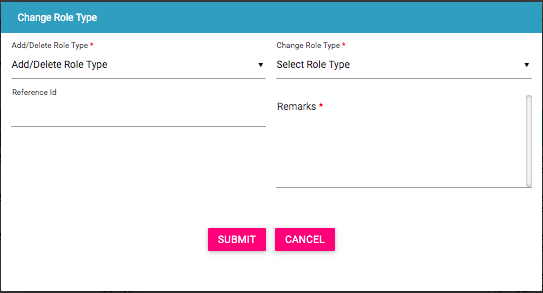 Change Role Type
Add/Delete Role Type *
Change Role Type *
Add/Delete Role Type
Select Role Type
Reference Id
Remarks *
SUBMIT
CANCEL